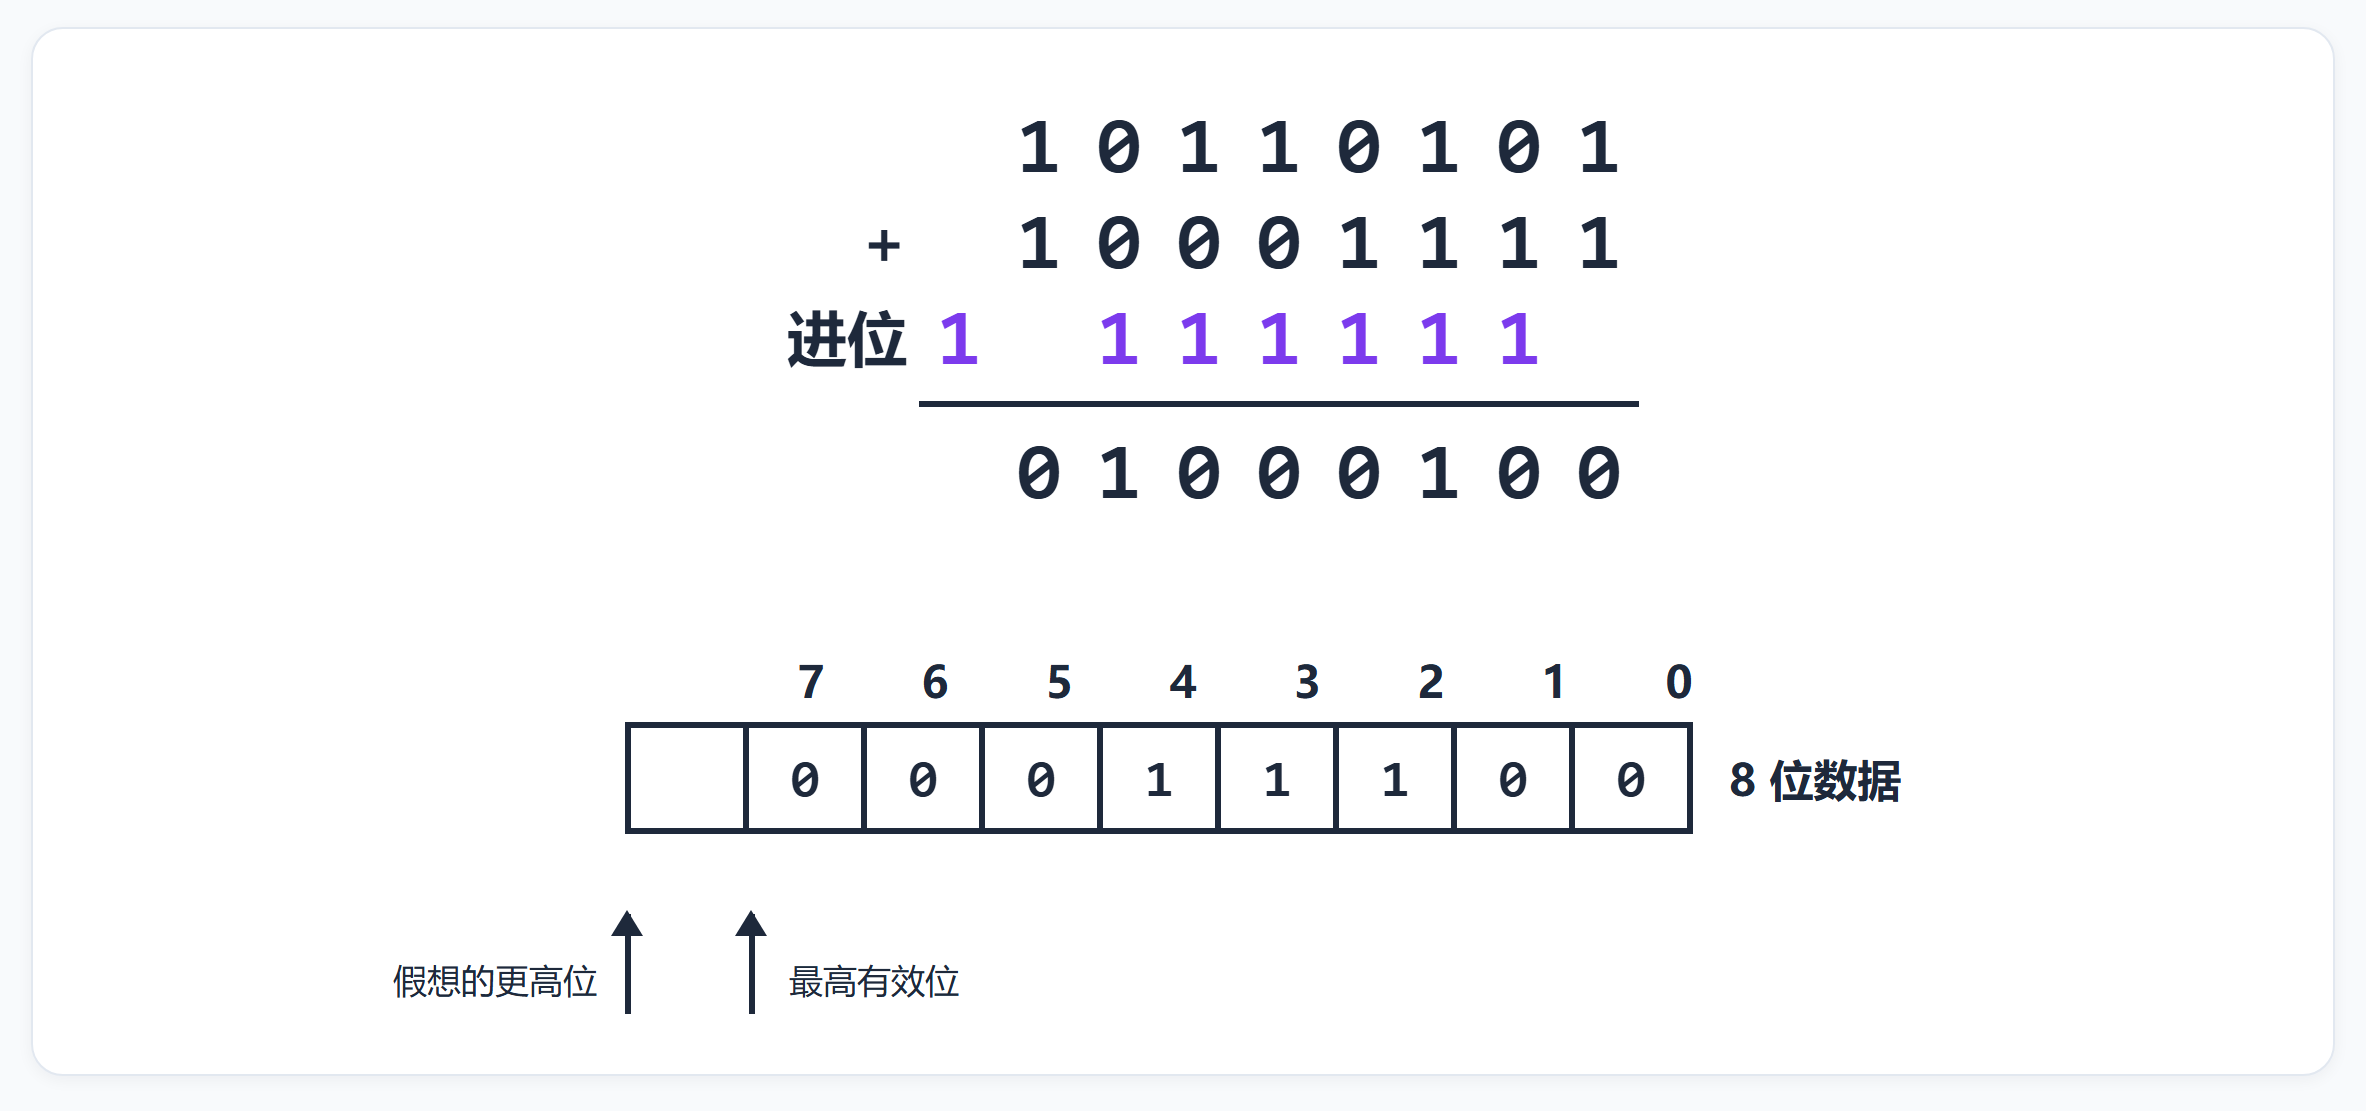 1 0 1 1 0 1 0 1
+ 1 0 0 0 1 1 1 1
进位 1 1 1 1 1 1 1
0 1 0 0 0 1 0 0
7 6 5 4 3 2 1 0
0 0 0 1 1 1 0 0 8 位数据
假想的更高位 最高有效位